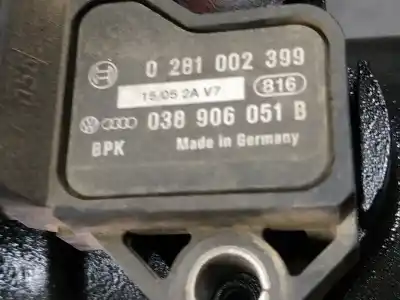 0 281 002 399
15/05 2A V7
816
038 906 051 B
BPK Made in Germany